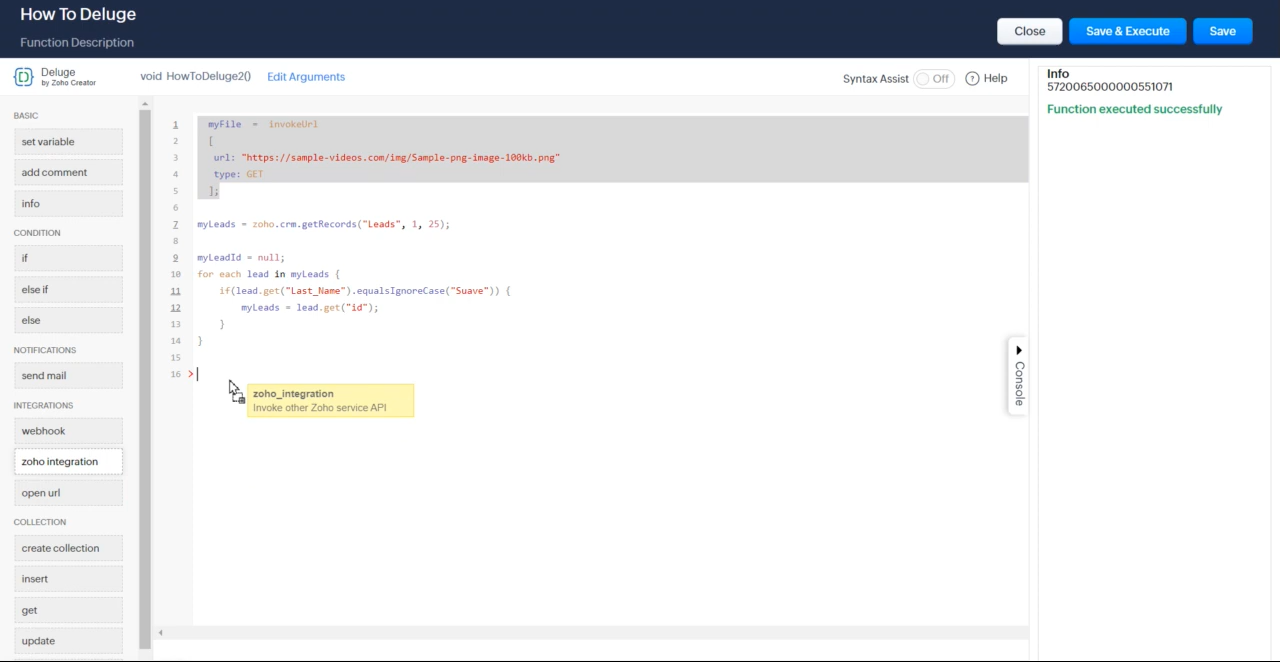 How To Deluge
Function Description
Close
Save & Execute
Save
Deluge
by Zoho Creator
void HowToDeluge2()
Edit Arguments
Syntax Assist
Off
? Help
BASIC
set variable
add comment
info
CONDITION
if
else if
else
NOTIFICATIONS
send mail
INTEGRATIONS
webhook
zoho integration
open url
COLLECTION
create collection
insert
get
update
1 myFile = invokeUrl
2 [
3 url: "https://sample-videos.com/img/Sample-png-image-100kb.png"
4 type: GET
5 ];
6
7 myLeads = zoho.crm.getRecords("Leads", 1, 25);
8
9 myLeadId = null;
10 for each lead in myLeads {
11 if(lead.get("Last_Name").equalsIgnoreCase("Suave")) {
12 myLeads = lead.get("id");
13 }
14 }
15
16 >
zoho_integration
Invoke other Zoho service API
Console
Info
5720065000000551071
Function executed successfully